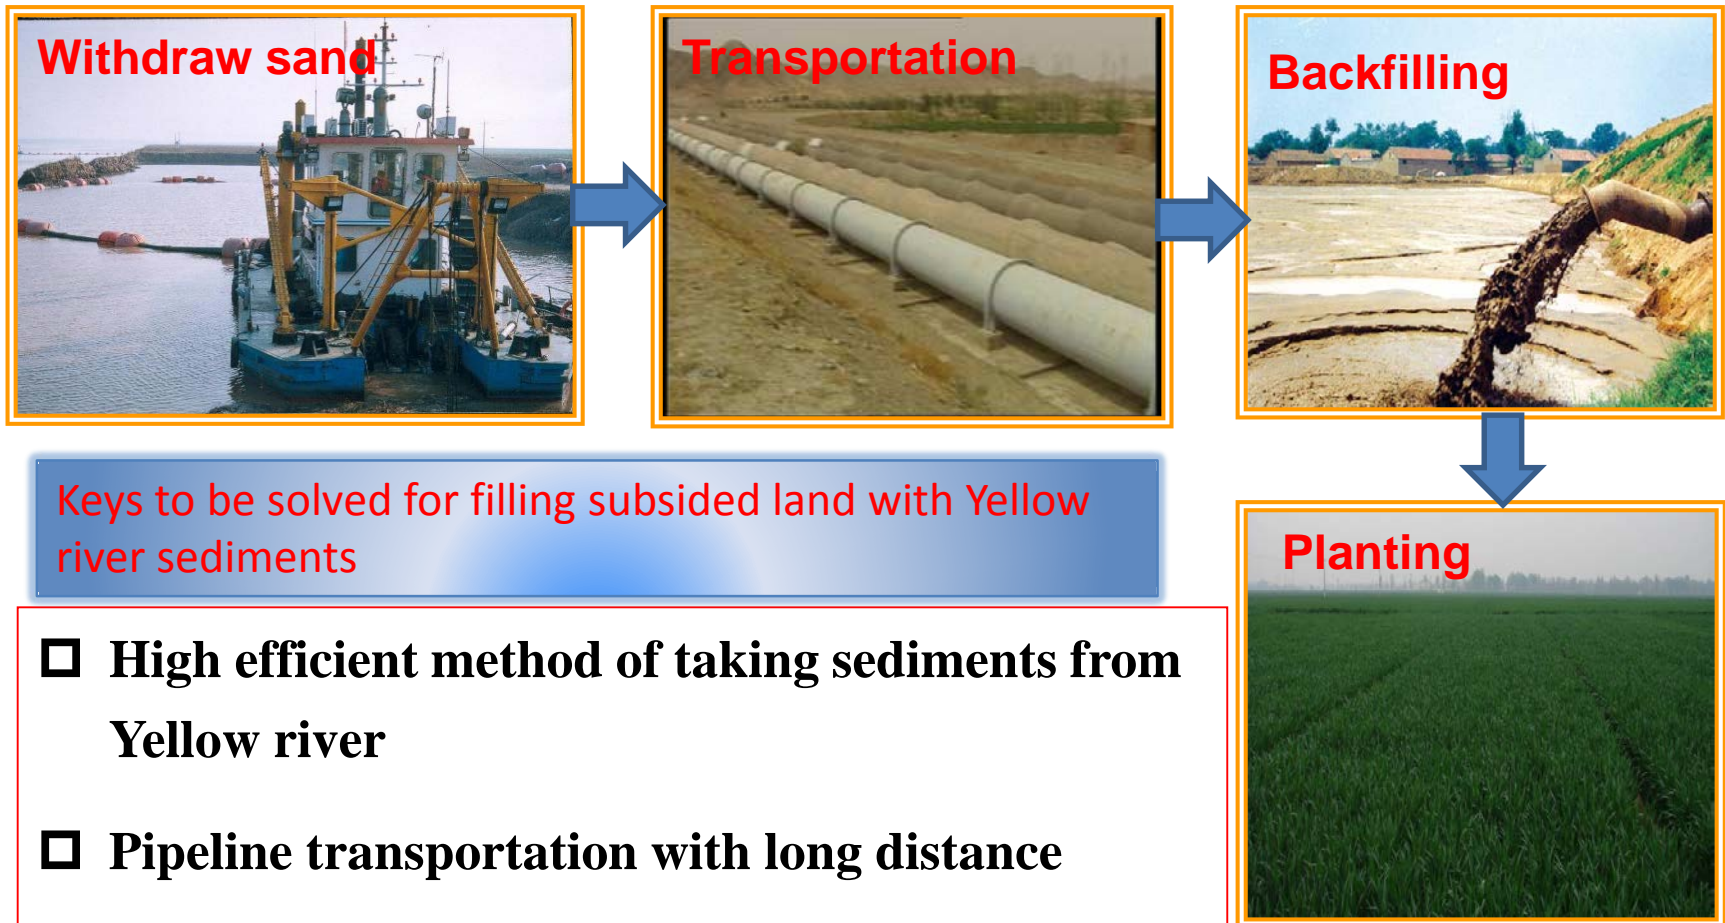 Withdraw sand
Transportation
Backfilling
Keys to be solved for filling subsided land with Yellow
river sediments
Planting
High efficient method of taking sediments from
Yellow river
Pipeline transportation with long distance